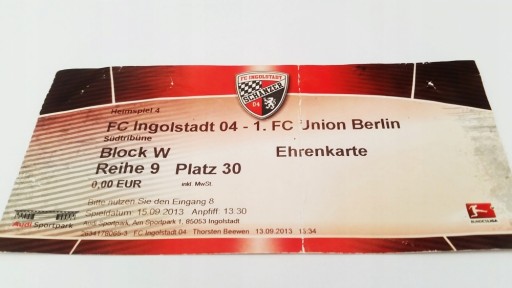 FC INGOLSTADT
SCHANZER
04
Heimspiel 4
FC Ingolstadt 04 - 1. FC Union Berlin
Südtribüne
Block W Ehrenkarte
Reihe 9 Platz 30
0,00 EUR inkl. MwSt.
Bitte nutzen Sie den Eingang 8
Spieldatum: 15.09.2013 Anpfiff: 13:30
Audi Sportpark, Am Sportpark 1, 85053 Ingolstadt
FC Ingolstadt 04 Thorsten Beewen 13.09.2013
Audi Sportpark
BUNDESLIGA